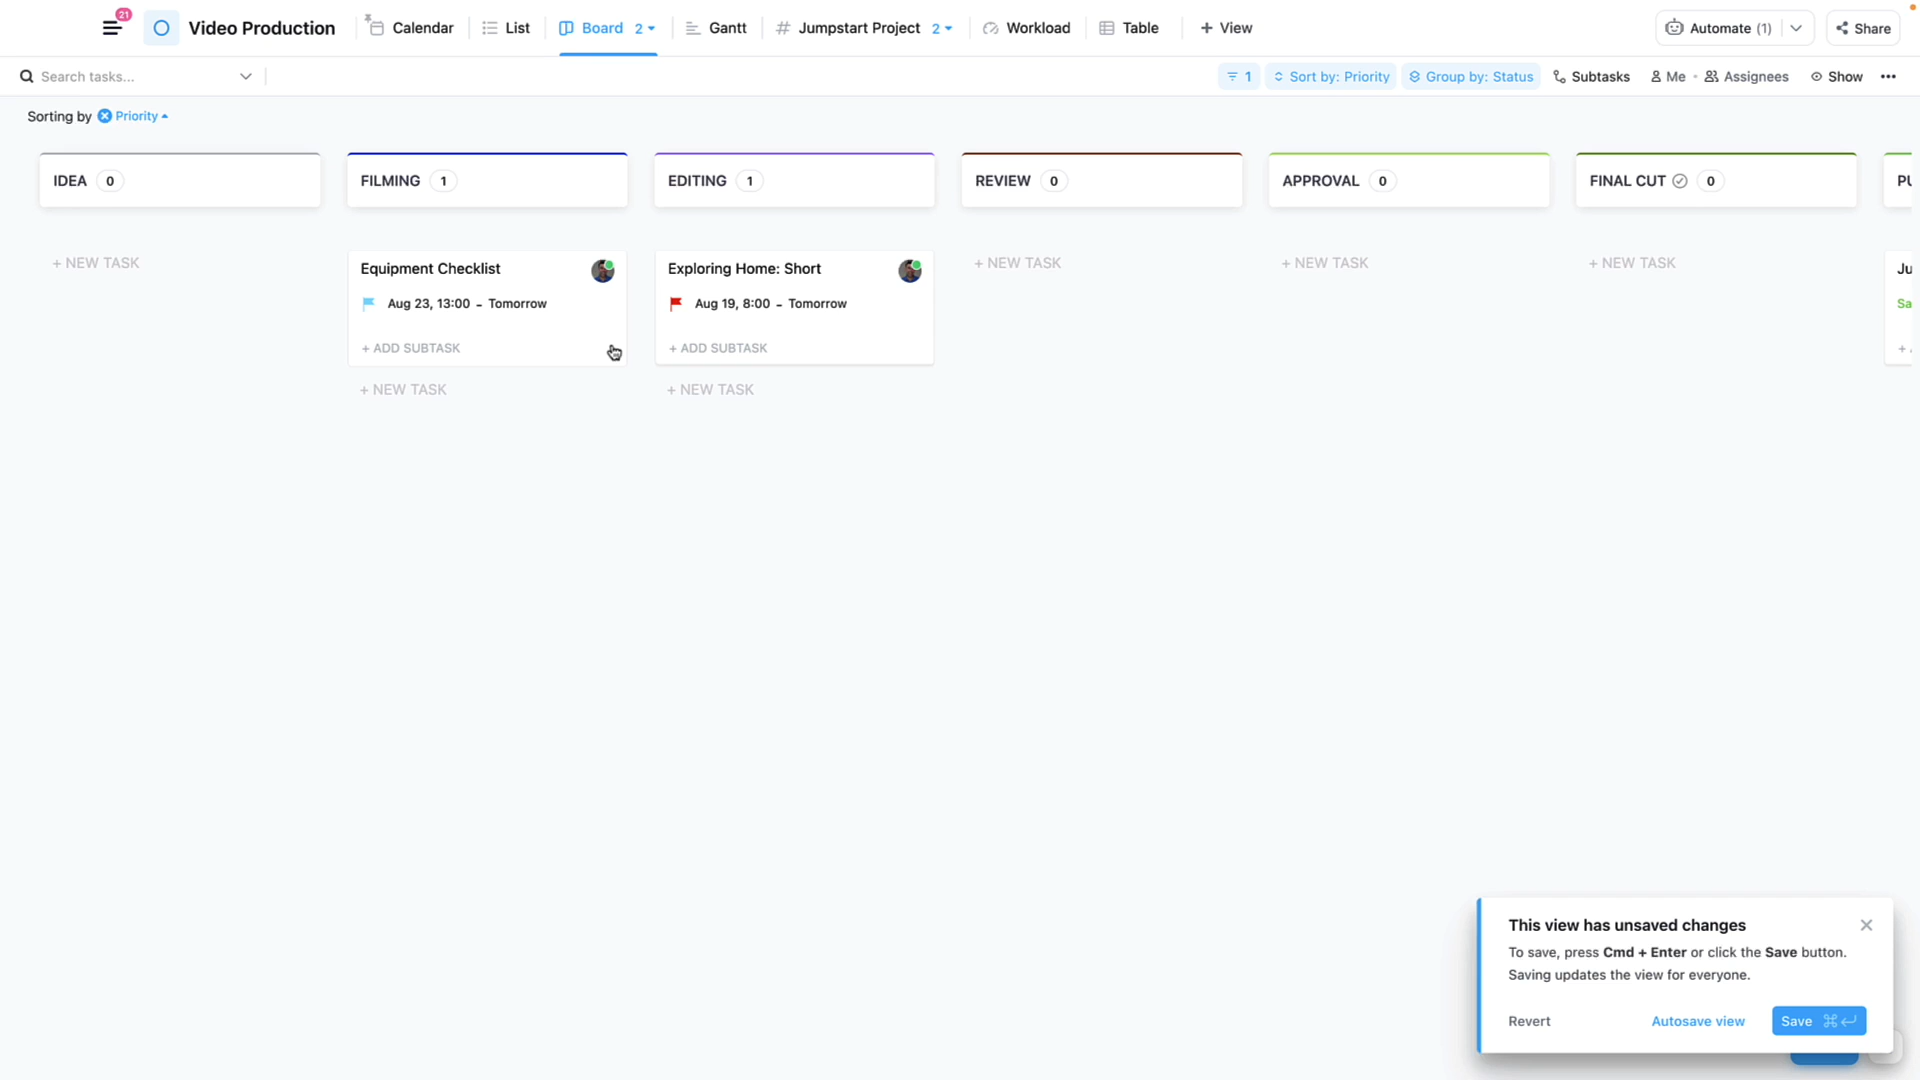 21
Video Production
Calendar
List
Board 2
Gantt
# Jumpstart Project 2
Workload
Table
+ View
Automate (1)
Share
Search tasks...
1
Sort by: Priority
Group by: Status
Subtasks
Me
Assignees
Show
Sorting by Priority
IDEA 0
FILMING 1
EDITING 1
REVIEW 0
APPROVAL 0
FINAL CUT 0
+ NEW TASK
Equipment Checklist
Aug 23, 13:00 - Tomorrow
+ ADD SUBTASK
+ NEW TASK
Exploring Home: Short
Aug 19, 8:00 - Tomorrow
+ ADD SUBTASK
+ NEW TASK
+ NEW TASK
+ NEW TASK
+ NEW TASK
This view has unsaved changes
To save, press Cmd + Enter or click the Save button.
Saving updates the view for everyone.
Revert
Autosave view
Save ⌘↵